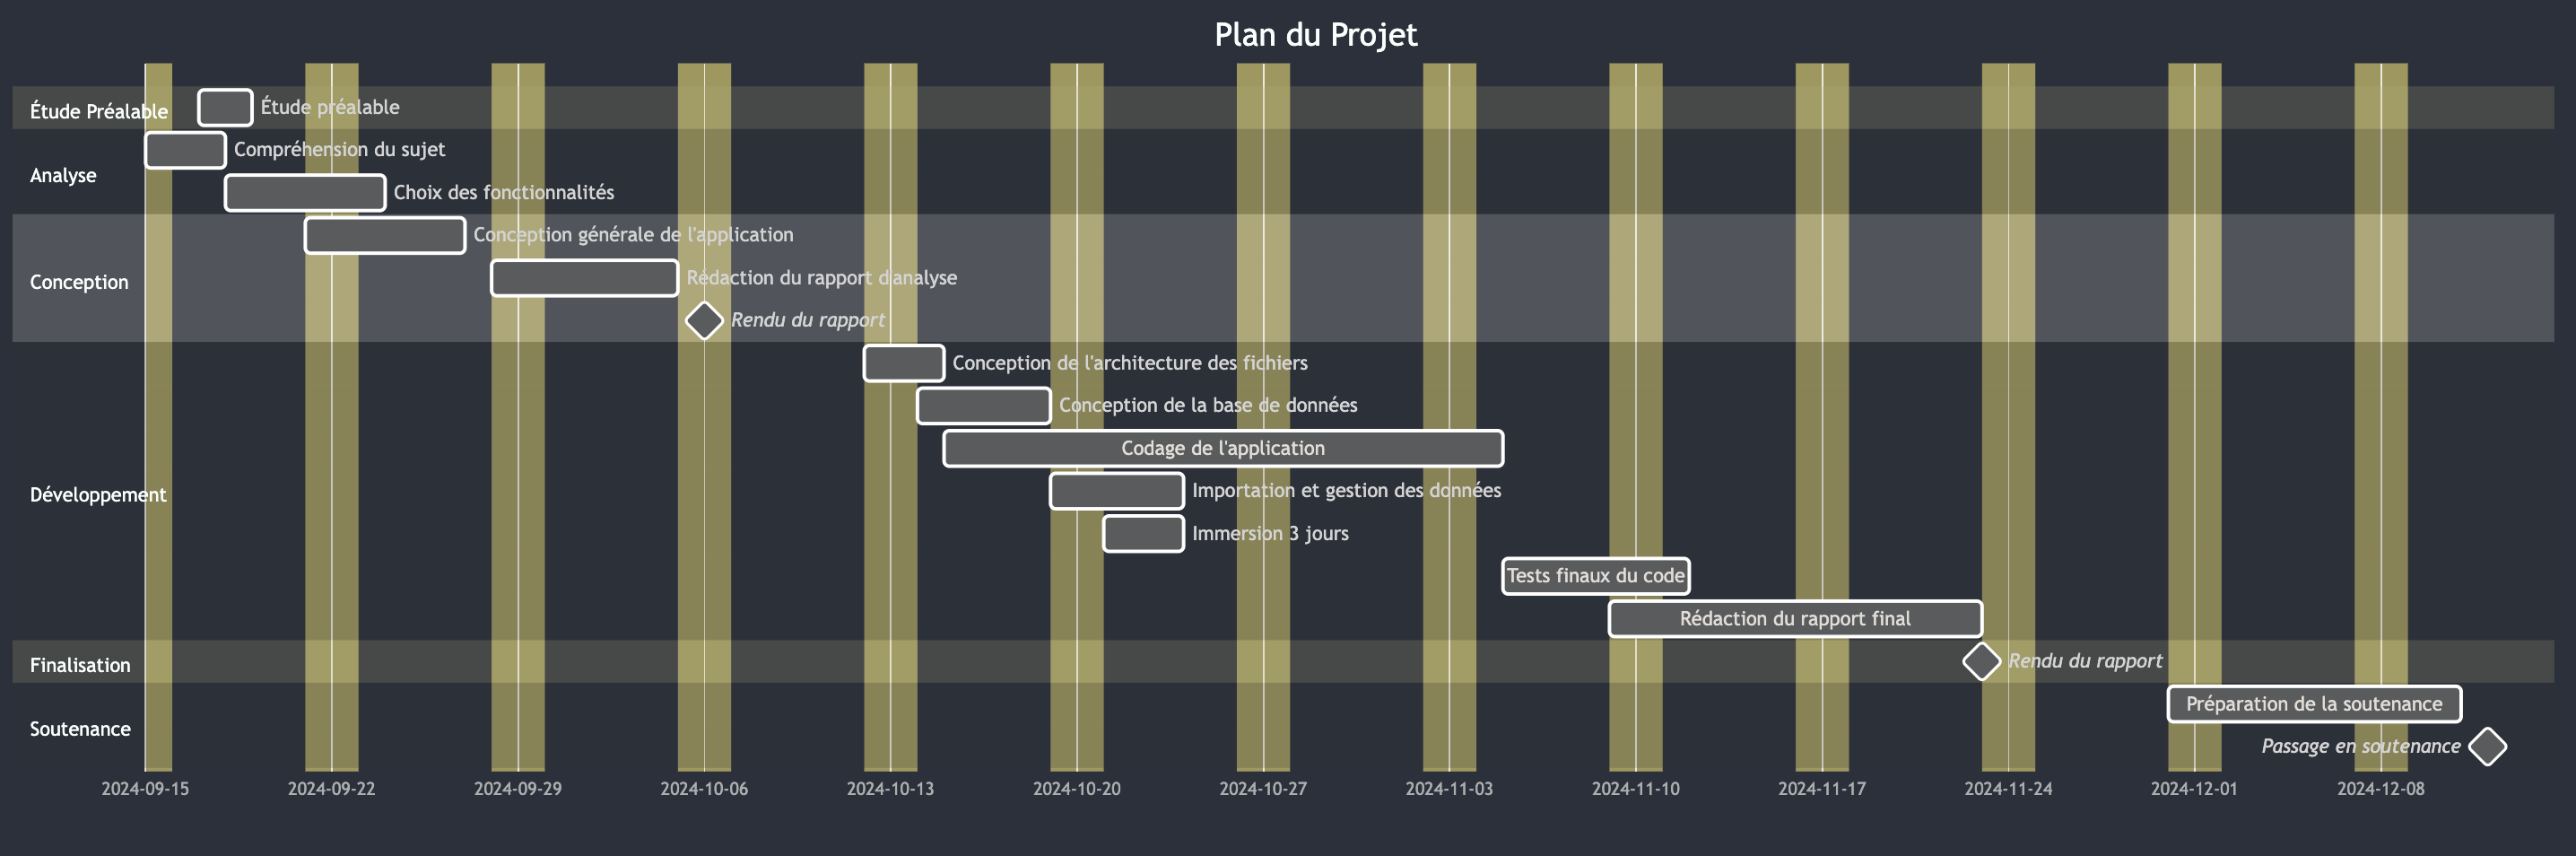 Plan du Projet
Étude Préalable
Étude préalable
Compréhension du sujet
Analyse
Choix des fonctionnalités
Conception générale de l'application
Conception
Rédaction du rapport d'analyse
Rendu du rapport
Conception de l'architecture des fichiers
Conception de la base de données
Codage de l'application
Développement
Importation et gestion des données
Immersion 3 jours
Tests finaux du code
Rédaction du rapport final
Finalisation
Rendu du rapport
Préparation de la soutenance
Soutenance
Passage en soutenance
2024-09-15 2024-09-22 2024-09-29 2024-10-06 2024-10-13 2024-10-20 2024-10-27 2024-11-03 2024-11-10 2024-11-17 2024-11-24 2024-12-01 2024-12-08